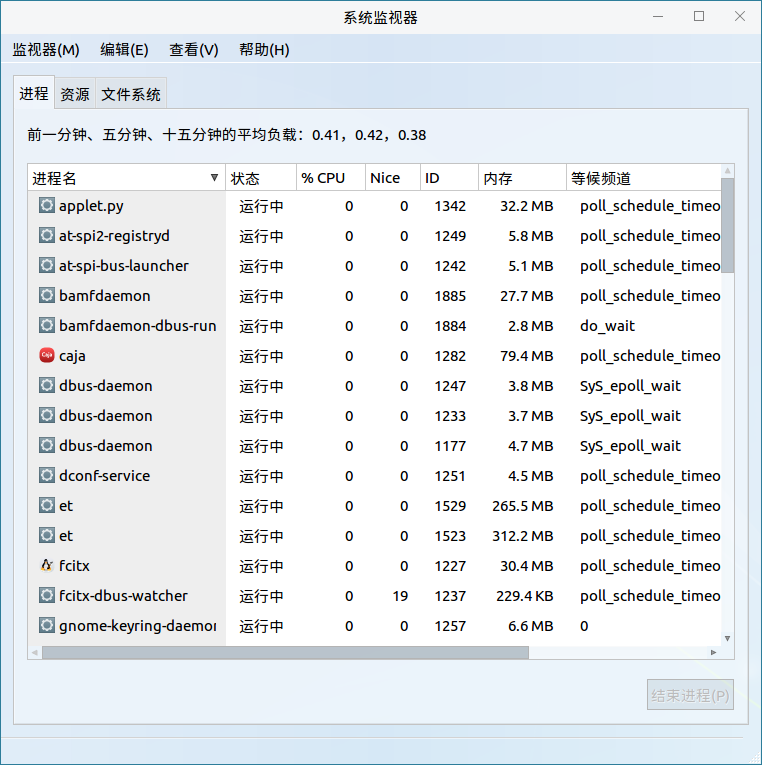 系统监视器
监视器(M) 编辑(E) 查看(V) 帮助(H)
进程 资源 文件系统
前一分钟、五分钟、十五分钟的平均负载：0.41，0.42，0.38
进程名 状态 % CPU Nice ID 内存 等候频道
applet.py 运行中 0 0 1342 32.2 MB poll_schedule_timeo
at-spi2-registryd 运行中 0 0 1249 5.8 MB poll_schedule_timeo
at-spi-bus-launcher 运行中 0 0 1242 5.1 MB poll_schedule_timeo
bamfdaemon 运行中 0 0 1885 27.7 MB poll_schedule_timeo
bamfdaemon-dbus-run 运行中 0 0 1884 2.8 MB do_wait
Caja caja 运行中 0 0 1282 79.4 MB poll_schedule_timeo
dbus-daemon 运行中 0 0 1247 3.8 MB SyS_epoll_wait
dbus-daemon 运行中 0 0 1233 3.7 MB SyS_epoll_wait
dbus-daemon 运行中 0 0 1177 4.7 MB SyS_epoll_wait
dconf-service 运行中 0 0 1251 4.5 MB poll_schedule_timeo
et 运行中 0 0 1529 265.5 MB poll_schedule_timeo
et 运行中 0 0 1523 312.2 MB poll_schedule_timeo
fcitx 运行中 0 0 1227 30.4 MB poll_schedule_timeo
fcitx-dbus-watcher 运行中 0 19 1237 229.4 KB poll_schedule_timeo
gnome-keyring-daemon 运行中 0 0 1257 6.6 MB 0
结束进程(P)